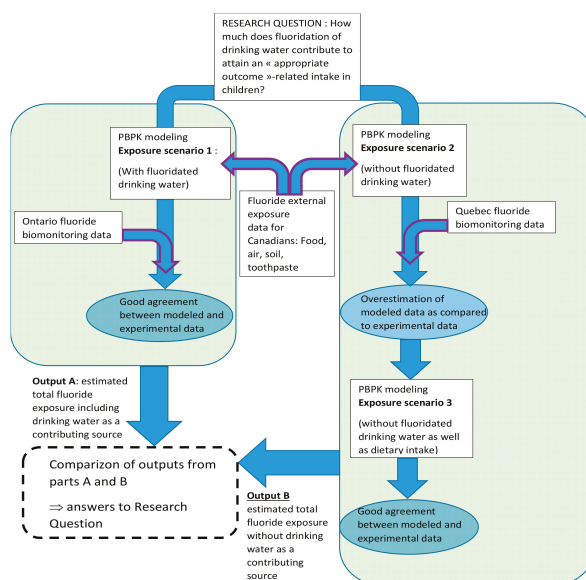 RESEARCH QUESTION : How
much does fluoridation of
drinking water contribute to
attain an « appropriate
outcome »-related intake in
children?
PBPK modeling
Exposure scenario 1 :
(With fluoridated
drinking water)
PBPK modeling
Exposure scenario 2
(without fluoridated
drinking water)
Fluoride external
exposure
data for
Canadians: Food,
air, soil,
toothpaste
Ontario fluoride
biomonitoring data
Quebec fluoride
biomonitoring data
Good agreement
between modeled and
experimental data
Overestimation of
modeled data as compared
to experimental data
Output A: estimated
total fluoride
exposure including
drinking water as a
contributing source
PBPK modeling
Exposure scenario 3
(without fluoridated
drinking water as well
as dietary intake)
Comparizon of outputs from
parts A and B
⇒ answers to Research
Question
Output B
estimated total
fluoride exposure
without drinking
water as a
contributing
source
Good agreement
between modeled and
experimental data